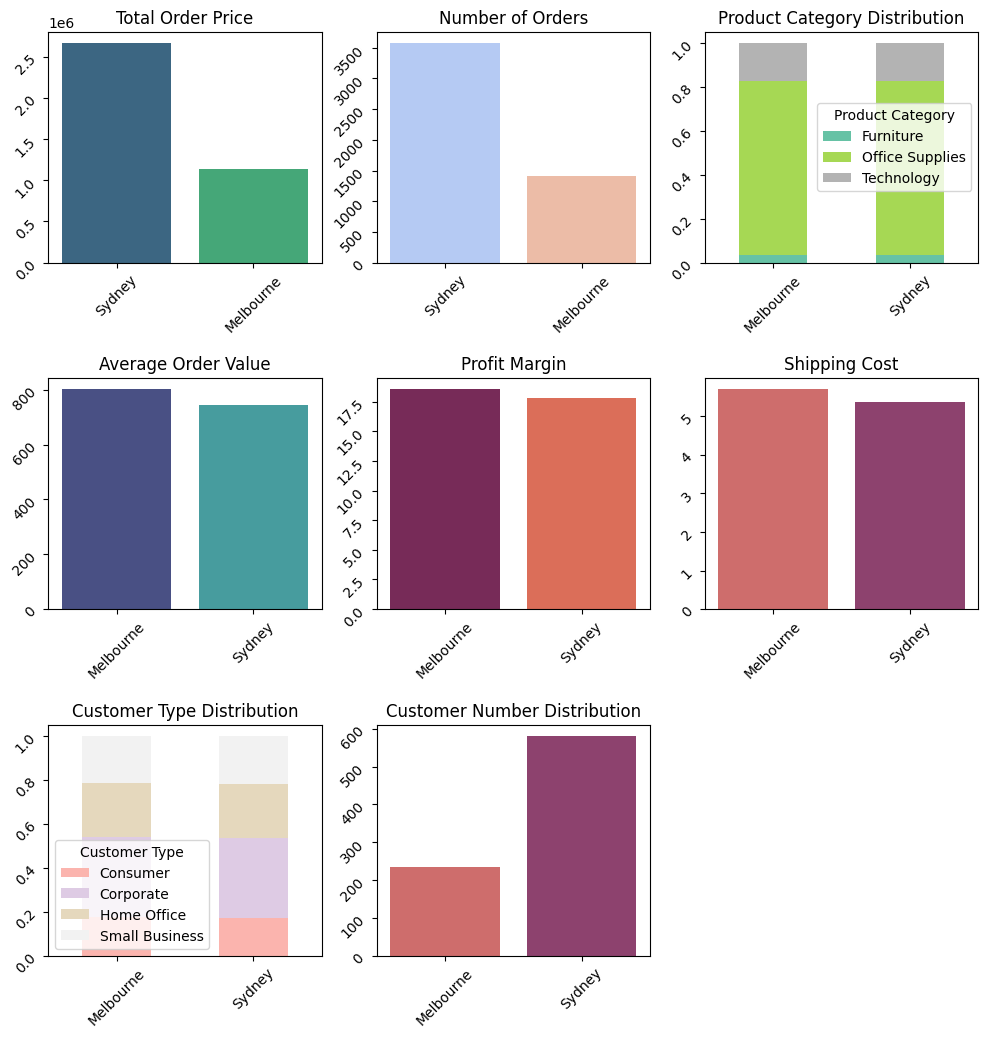 Total Order Price
1e6
2.5
2.0
1.5
1.0
0.5
0.0
Sydney
Melbourne
Number of Orders
3500
3000
2500
2000
1500
1000
500
0
Sydney
Melbourne
Product Category Distribution
1.0
0.8
0.6
0.4
0.2
0.0
Product Category
Furniture
Office Supplies
Technology
Melbourne
Sydney
Average Order Value
800
600
400
200
0
Melbourne
Sydney
Profit Margin
17.5
15.0
12.5
10.0
7.5
5.0
2.5
0.0
Melbourne
Sydney
Shipping Cost
5
4
3
2
1
0
Melbourne
Sydney
Customer Type Distribution
1.0
0.8
0.6
0.4
0.2
0.0
Customer Type
Consumer
Corporate
Home Office
Small Business
Melbourne
Sydney
Customer Number Distribution
600
500
400
300
200
100
0
Melbourne
Sydney